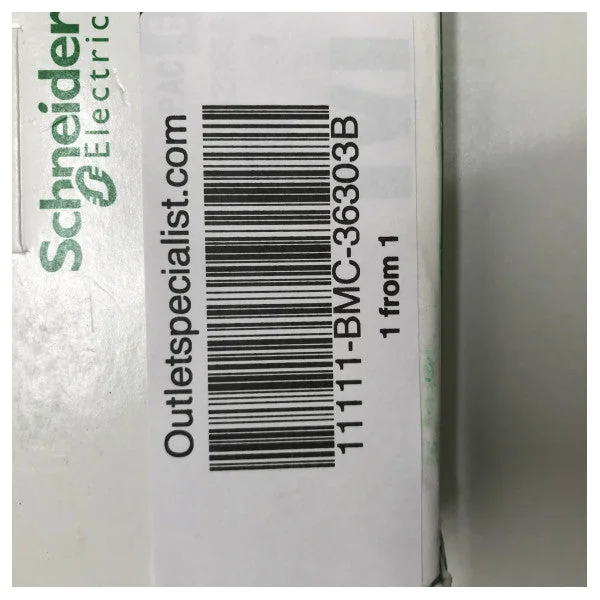 Schneider
Electric
Outletspecialist.com
11111-BMC-36303B
1 from 1